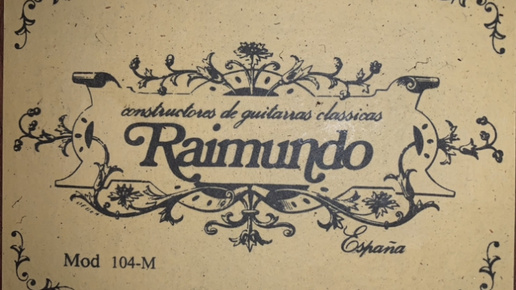 constructores de guitarras classicas
Raimundo
España
Mod 104-M